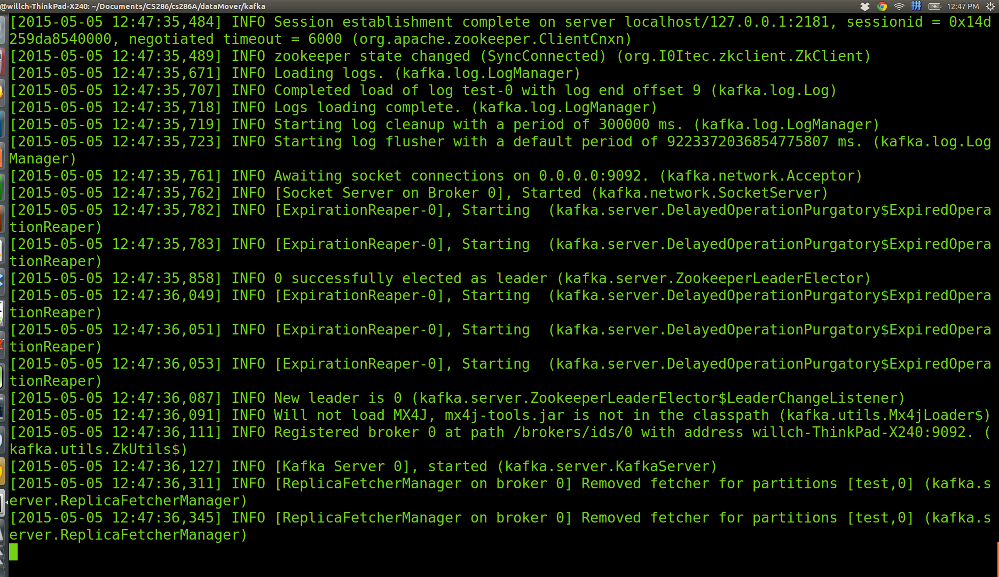 @willch-ThinkPad-X240: ~/Documents/CS286/cs286A/dataMover/kafka
拼
12:47 PM
[2015-05-05 12:47:35,484] INFO Session establishment complete on server localhost/127.0.0.1:2181, sessionid = 0x14d
259da8540000, negotiated timeout = 6000 (org.apache.zookeeper.ClientCnxn)
[2015-05-05 12:47:35,489] INFO zookeeper state changed (SyncConnected) (org.I0Itec.zkclient.ZkClient)
[2015-05-05 12:47:35,671] INFO Loading logs. (kafka.log.LogManager)
[2015-05-05 12:47:35,707] INFO Completed load of log test-0 with log end offset 9 (kafka.log.Log)
[2015-05-05 12:47:35,718] INFO Logs loading complete. (kafka.log.LogManager)
[2015-05-05 12:47:35,719] INFO Starting log cleanup with a period of 300000 ms. (kafka.log.LogManager)
[2015-05-05 12:47:35,723] INFO Starting log flusher with a default period of 9223372036854775807 ms. (kafka.log.Log
Manager)
[2015-05-05 12:47:35,761] INFO Awaiting socket connections on 0.0.0.0:9092. (kafka.network.Acceptor)
[2015-05-05 12:47:35,762] INFO [Socket Server on Broker 0], Started (kafka.network.SocketServer)
[2015-05-05 12:47:35,782] INFO [ExpirationReaper-0], Starting  (kafka.server.DelayedOperationPurgatory$ExpiredOpera
tionReaper)
[2015-05-05 12:47:35,783] INFO [ExpirationReaper-0], Starting  (kafka.server.DelayedOperationPurgatory$ExpiredOpera
tionReaper)
[2015-05-05 12:47:35,858] INFO 0 successfully elected as leader (kafka.server.ZookeeperLeaderElector)
[2015-05-05 12:47:36,049] INFO [ExpirationReaper-0], Starting  (kafka.server.DelayedOperationPurgatory$ExpiredOpera
tionReaper)
[2015-05-05 12:47:36,051] INFO [ExpirationReaper-0], Starting  (kafka.server.DelayedOperationPurgatory$ExpiredOpera
tionReaper)
[2015-05-05 12:47:36,053] INFO [ExpirationReaper-0], Starting  (kafka.server.DelayedOperationPurgatory$ExpiredOpera
tionReaper)
[2015-05-05 12:47:36,087] INFO New leader is 0 (kafka.server.ZookeeperLeaderElector$LeaderChangeListener)
[2015-05-05 12:47:36,091] INFO Will not load MX4J, mx4j-tools.jar is not in the classpath (kafka.utils.Mx4jLoader$)
[2015-05-05 12:47:36,111] INFO Registered broker 0 at path /brokers/ids/0 with address willch-ThinkPad-X240:9092. (
kafka.utils.ZkUtils$)
[2015-05-05 12:47:36,127] INFO [Kafka Server 0], started (kafka.server.KafkaServer)
[2015-05-05 12:47:36,311] INFO [ReplicaFetcherManager on broker 0] Removed fetcher for partitions [test,0] (kafka.s
erver.ReplicaFetcherManager)
[2015-05-05 12:47:36,345] INFO [ReplicaFetcherManager on broker 0] Removed fetcher for partitions [test,0] (kafka.s
erver.ReplicaFetcherManager)